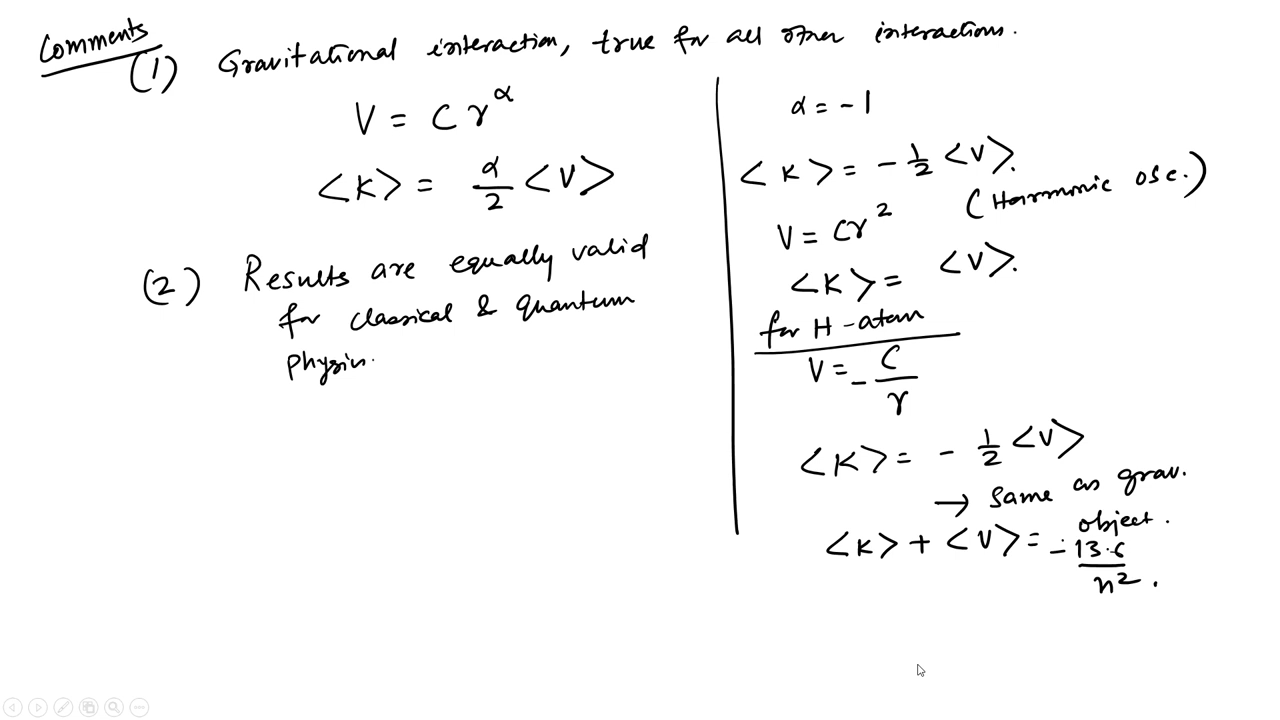 Comments
(1) Gravitational interaction, true for all other interactions.
V = C r^α
<K> = α/2 <V>
(2) Results are equally valid
for classical & quantum
physics.
α = -1
<K> = - 1/2 <V>.
(Harmonic osc.)
V = Cr^2
<K> = <V>.
for H-atom
V = - C/r
<K> = - 1/2 <V>
→ same as grav.
object.
<K> + <V> = - 13.6/n^2.